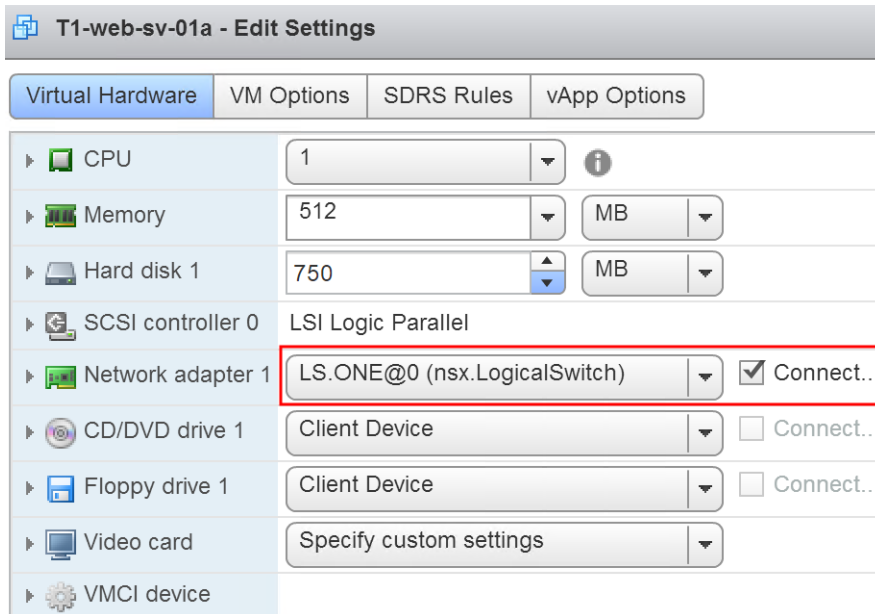 T1-web-sv-01a - Edit Settings
Virtual Hardware VM Options SDRS Rules vApp Options
CPU 1
Memory 512 MB
Hard disk 1 750 MB
SCSI controller 0 LSI Logic Parallel
Network adapter 1 LS.ONE@0 (nsx.LogicalSwitch) Connect..
CD/DVD drive 1 Client Device Connect..
Floppy drive 1 Client Device Connect..
Video card Specify custom settings
VMCI device